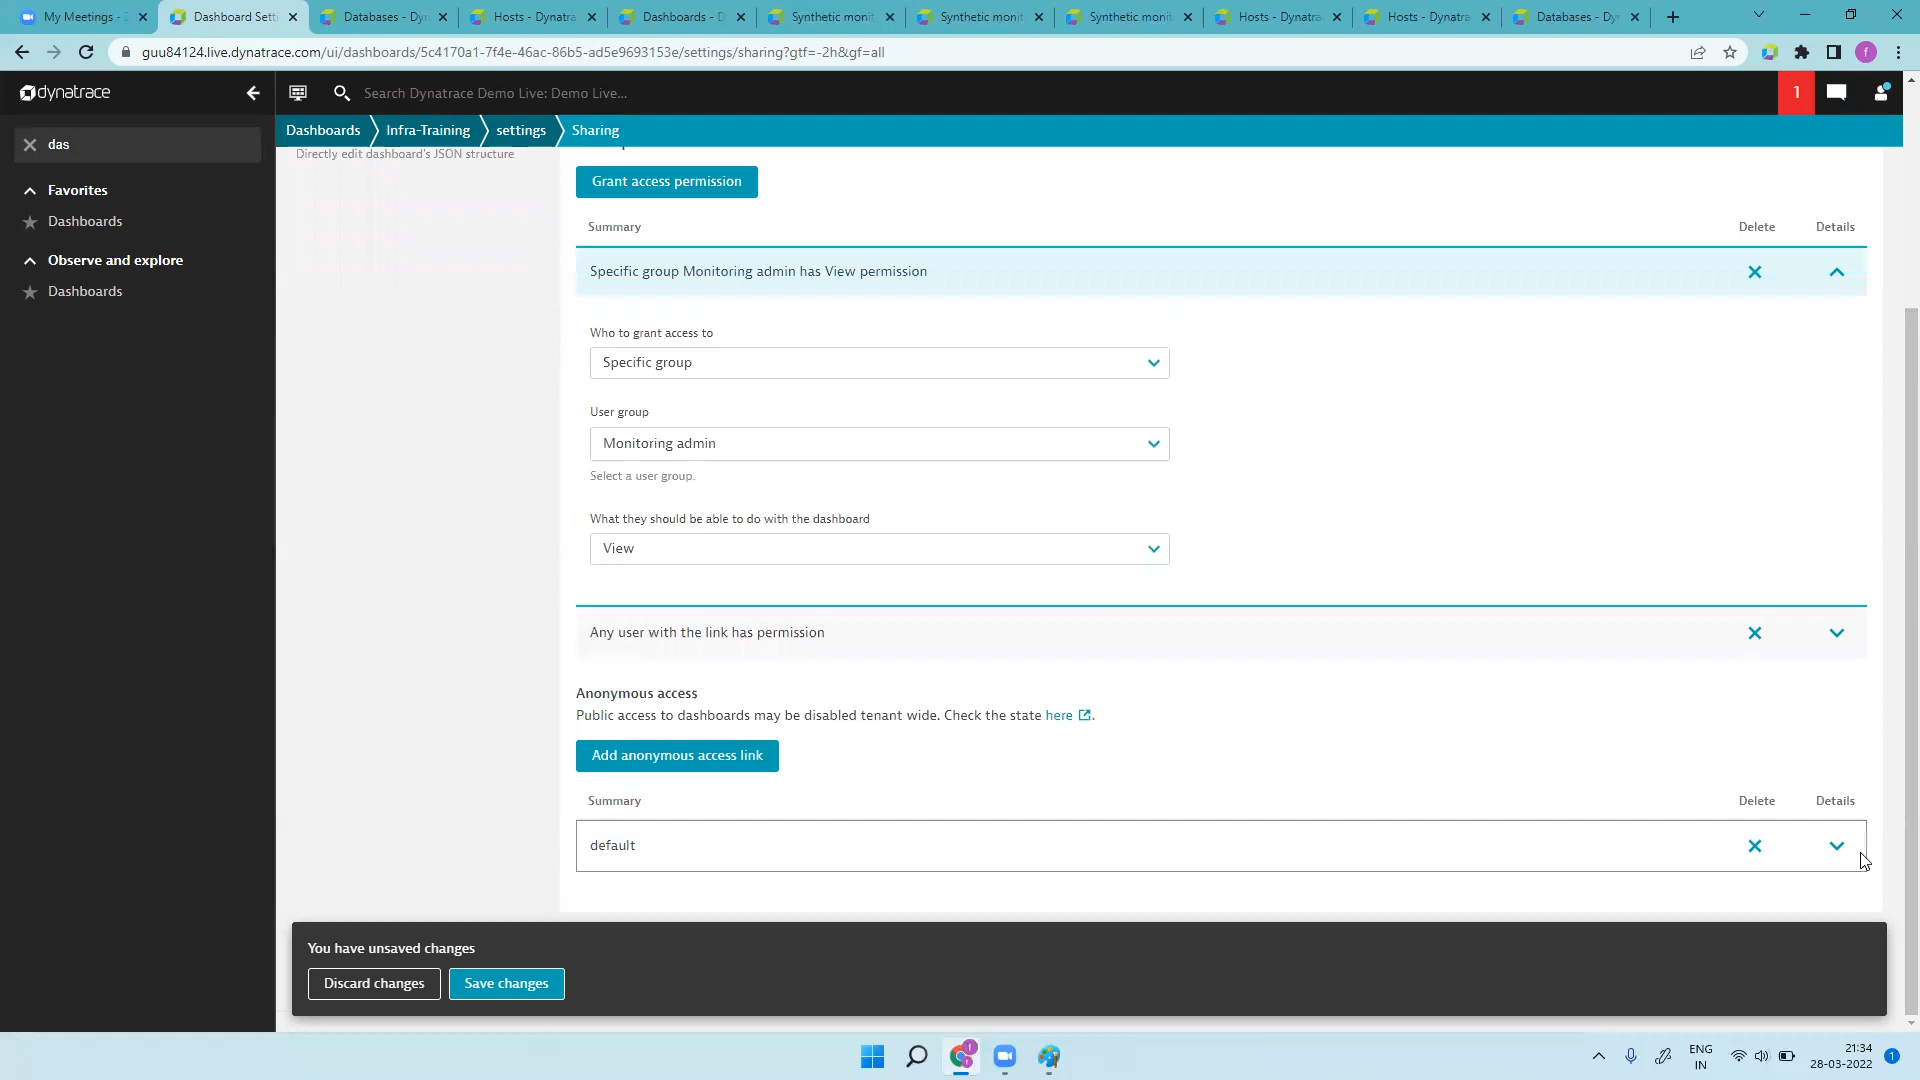 My Meetings - Z
Dashboard Sett
Databases - Dyn
Hosts - Dynatra
Dashboards - D
Synthetic monit
Synthetic monit
Synthetic monit
Hosts - Dynatra
Hosts - Dynatra
Databases - Dyn
guu84124.live.dynatrace.com/ui/dashboards/5c4170a1-7f4e-46ac-86b5-ad5e9693153e/settings/sharing?gtf=-2h&gf=all
f
dynatrace
Search Dynatrace Demo Live: Demo Live...
1
das
Dashboards
Infra-Training
settings
Sharing
Directly edit dashboard's JSON structure
Favorites
Dashboards
Observe and explore
Dashboards
Grant access permission
Summary
Delete
Details
Specific group Monitoring admin has View permission
Who to grant access to
Specific group
User group
Monitoring admin
Select a user group.
What they should be able to do with the dashboard
View
Any user with the link has permission
Anonymous access
Public access to dashboards may be disabled tenant wide. Check the state here .
Add anonymous access link
Summary
Delete
Details
default
You have unsaved changes
Discard changes
Save changes
ENG
IN
21:34
28-03-2022
1